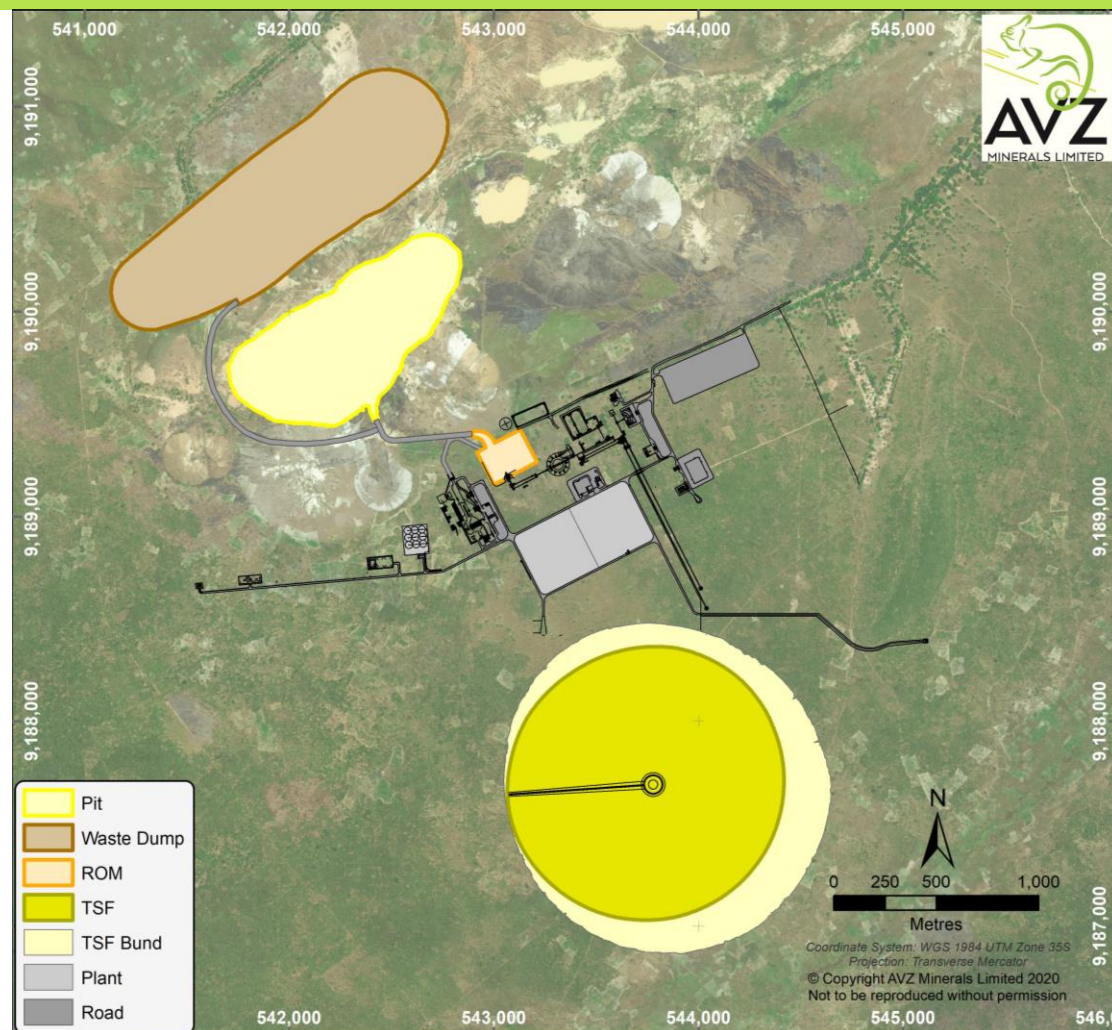 541,000
542,000
543,000
544,000
545,000
AVZ
MINERALS LIMITED
9,191,000
9,190,000
9,190,000
9,189,000
9,189,000
9,188,000
9,188,000
9,187,000
Pit
Waste Dump
ROM
TSF
TSF Bund
Plant
Road
N
0
250
500
1,000
Metres
Coordinate System: WGS 1984 UTM Zone 35S
Projection: Transverse Mercator
© Copyright AVZ Minerals Limited 2020
Not to be reproduced without permission
542,000
543,000
544,000
545,000
546,